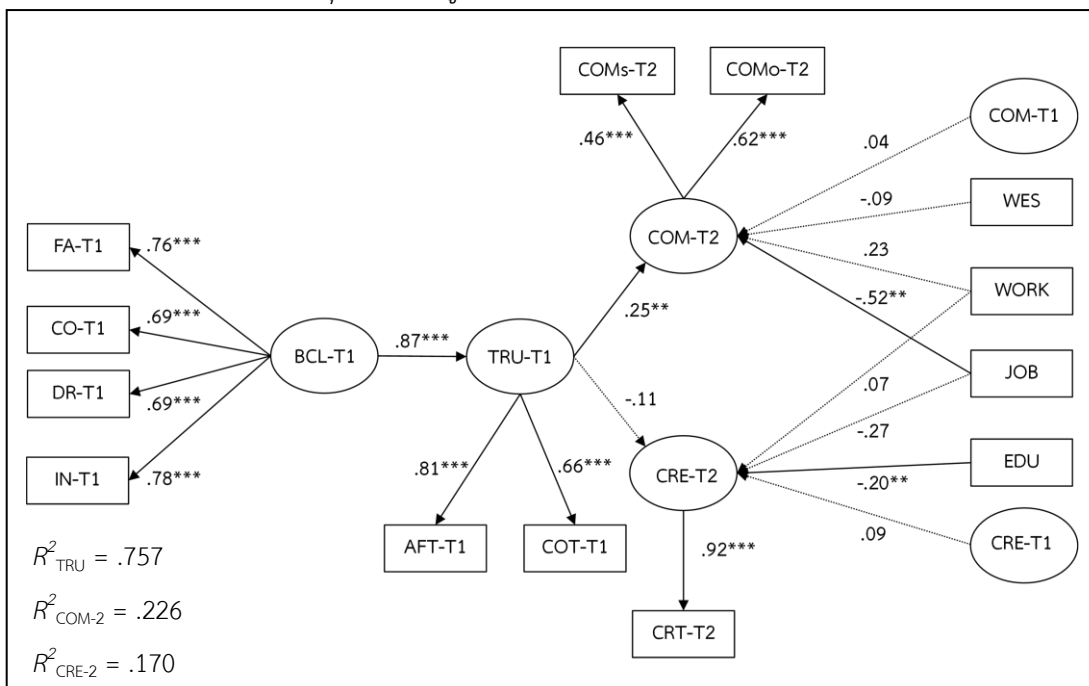 COMs-T2
COMo-T2
COM-T1
.46***
.62***
.04
WES
-.09
FA-T1
.76***
COM-T2
.23
WORK
CO-T1
.69***
.25**
-.52**
BCL-T1
.87***
TRU-T1
JOB
DR-T1
.69***
-.11
.07
-.27
IN-T1
.78***
.81***
.66***
CRE-T2
EDU
-.20**
AFT-T1
COT-T1
.92***
.09
CRE-T1
CRT-T2
R²TRU = .757
R²COM-2 = .226
R²CRE-2 = .170